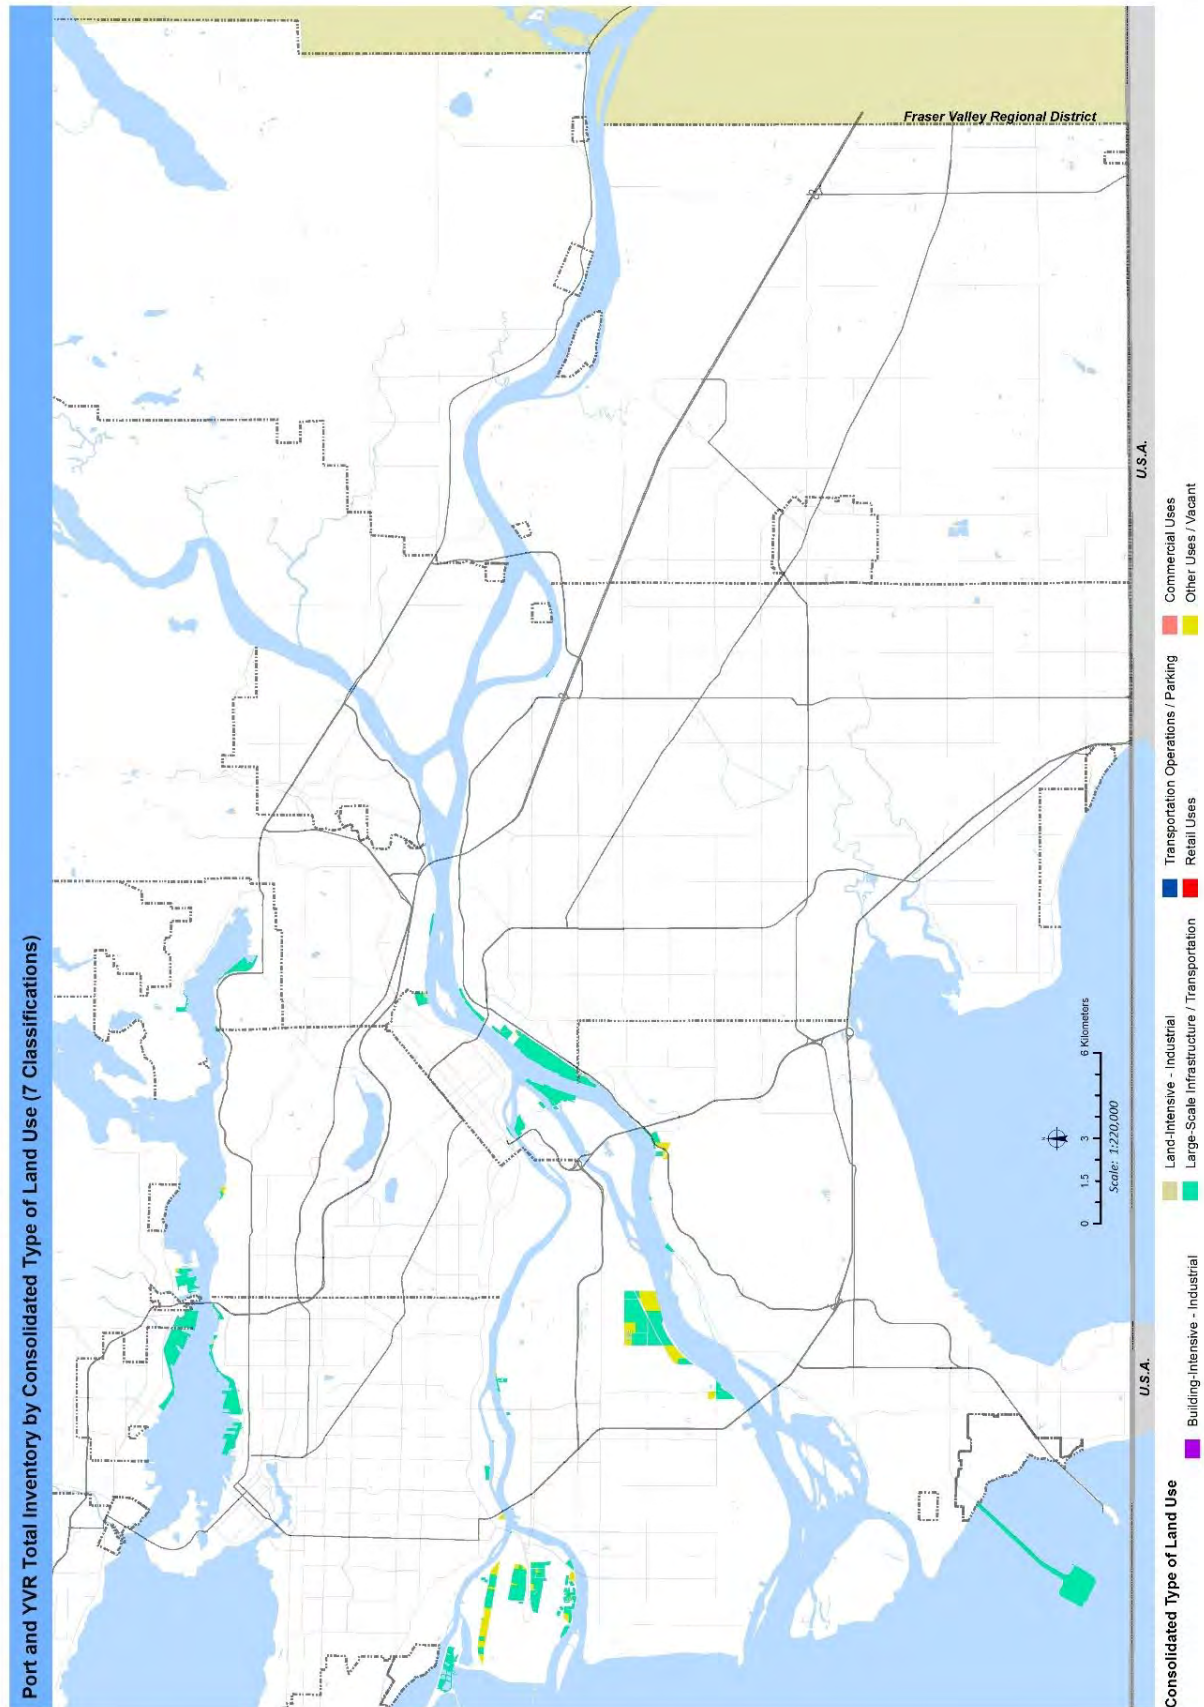 Port and YVR Total Inventory by Consolidated Type of Land Use (7 Classifications)
Fraser Valley Regional District
U.S.A.
U.S.A.
0 1.5 3 6 Kilometers
Scale: 1:220,000
Consolidated Type of Land Use
Building-Intensive - Industrial
Land-Intensive - Industrial
Large-Scale Infrastructure / Transportation
Transportation Operations / Parking
Retail Uses
Commercial Uses
Other Uses / Vacant